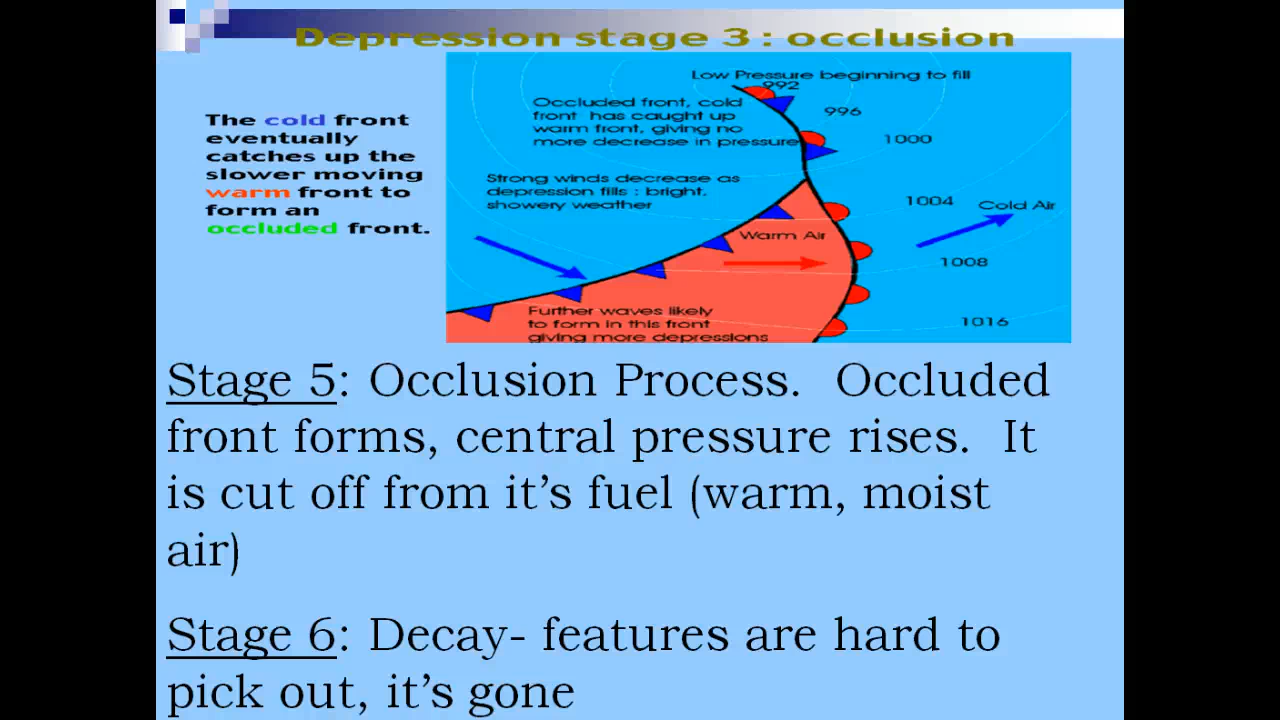 Depression stage 3 : occlusion
The cold front
eventually
catches up the
slower moving
warm front to
form an
occluded front.
Low Pressure beginning to fill
992
Occluded front, cold
front has caught up
warm front, giving no
more decrease in pressure
996
1000
Strong winds decrease as
depression fills : bright,
showery weather
1004
Cold Air
Warm Air
1008
Further waves likely
to form in this front
giving more depressions
1016
Stage 5: Occlusion Process. Occluded
front forms, central pressure rises. It
is cut off from it's fuel (warm, moist
air)
Stage 6: Decay- features are hard to
pick out, it's gone